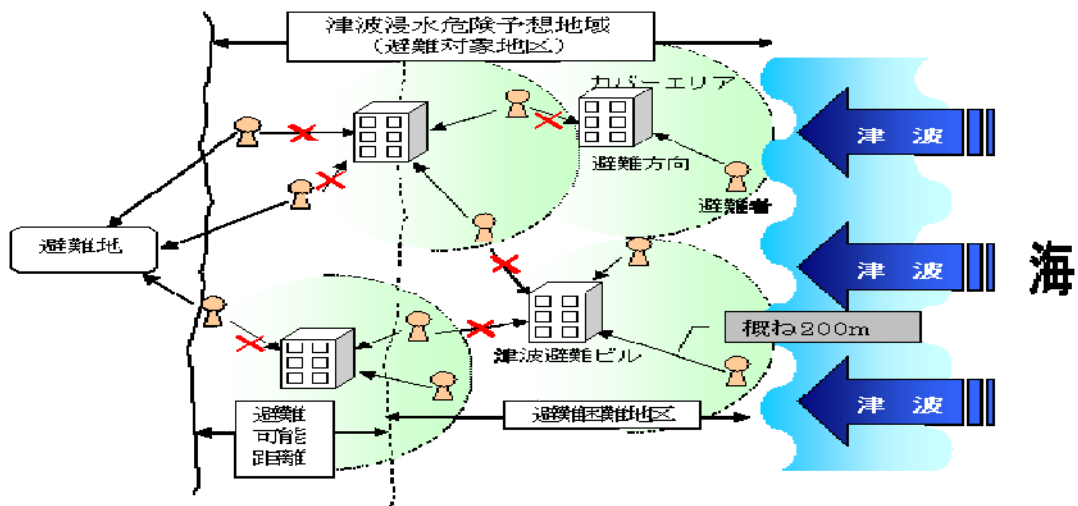 津波浸水危険予想地域
(避難対象地区)
カバーエリア
津　波
避難方向
避難者
避難地
津　波
海
概ね200m
津波避難ビル
津　波
避難困難地区
避難
可能
距離